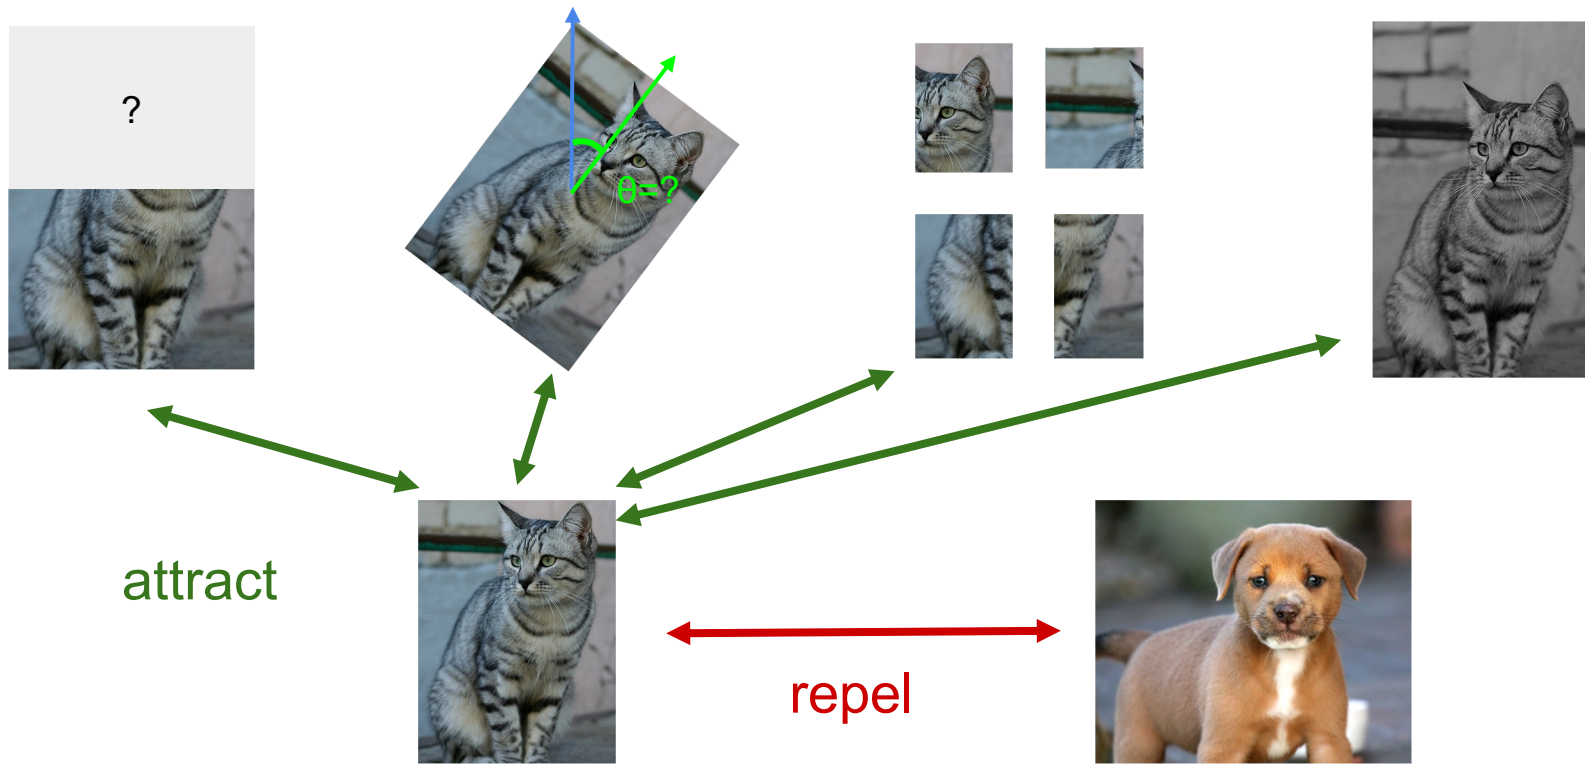 ?
θ=?
attract
repel